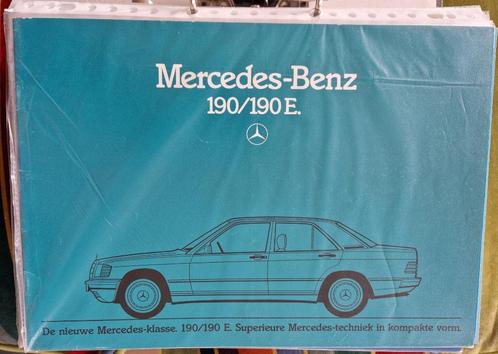 Mercedes-Benz
190/190 E.
De nieuwe Mercedes-klasse. 190/190 E. Superieure Mercedes-techniek in kompakte vorm.